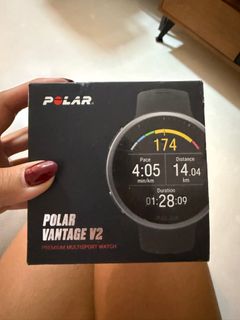 POLAR
174
Pace
Distance
4:05
14.04
min/km
km
Duration
01:28:09
POLAR
POLAR
VANTAGE V2
PREMIUM MULTISPORT WATCH